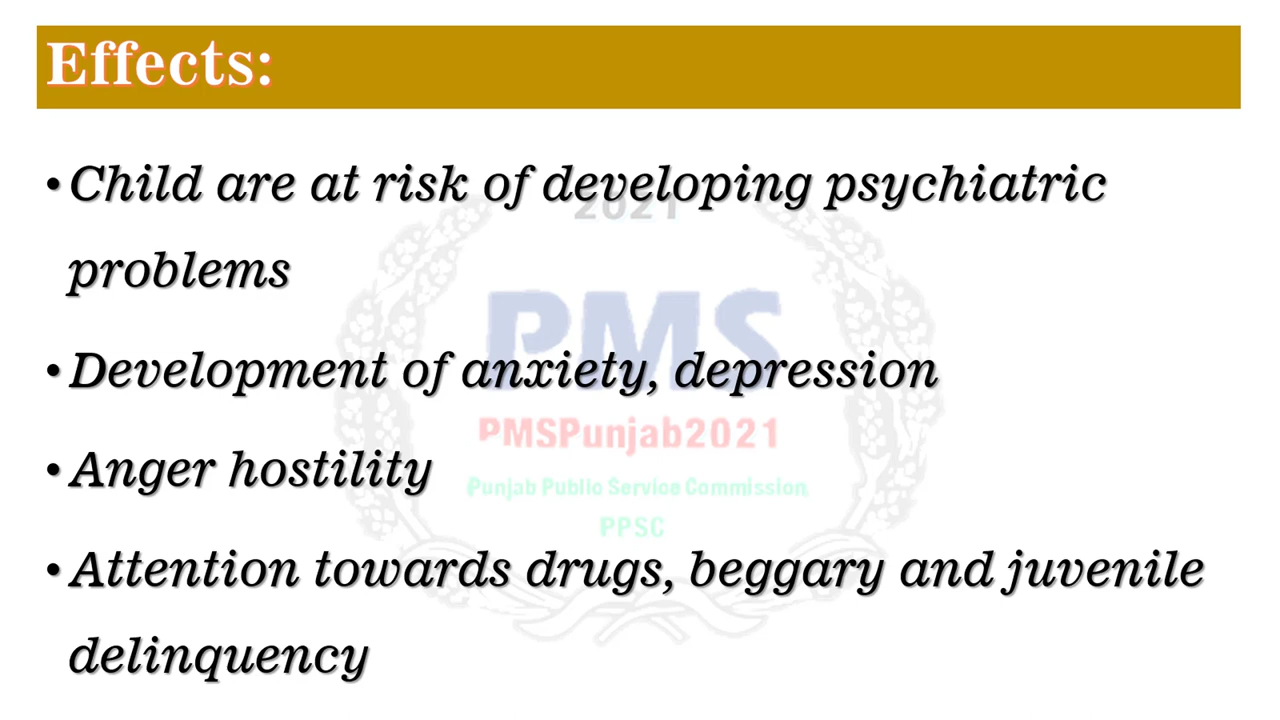 Effects:
• Child are at risk of developing psychiatric
problems
• Development of anxiety, depression
• Anger hostility
• Attention towards drugs, beggary and juvenile
delinquency
2021
PMS
PMSPunjab2021
Punjab Public Service Commission
PPSC